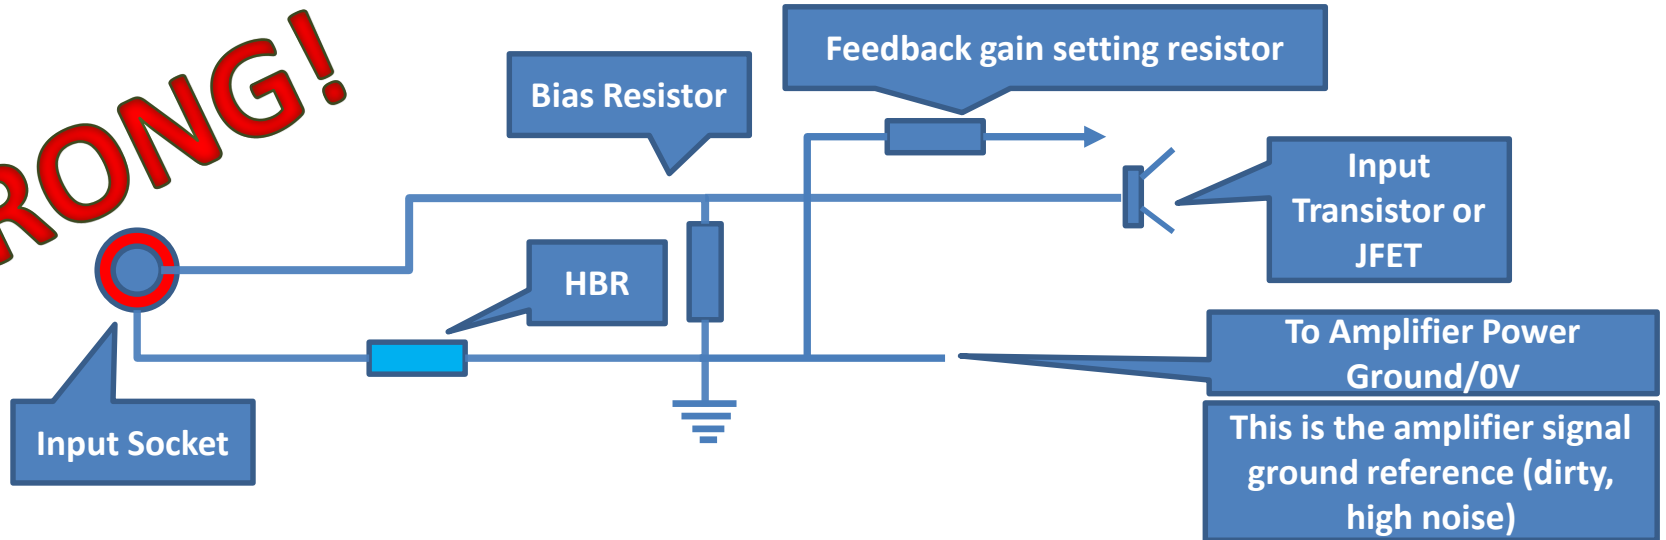 RONG!
Feedback gain setting resistor
Bias Resistor
Input
Transistor or
JFET
HBR
To Amplifier Power
Ground/0V
Input Socket
This is the amplifier signal
ground reference (dirty,
high noise)